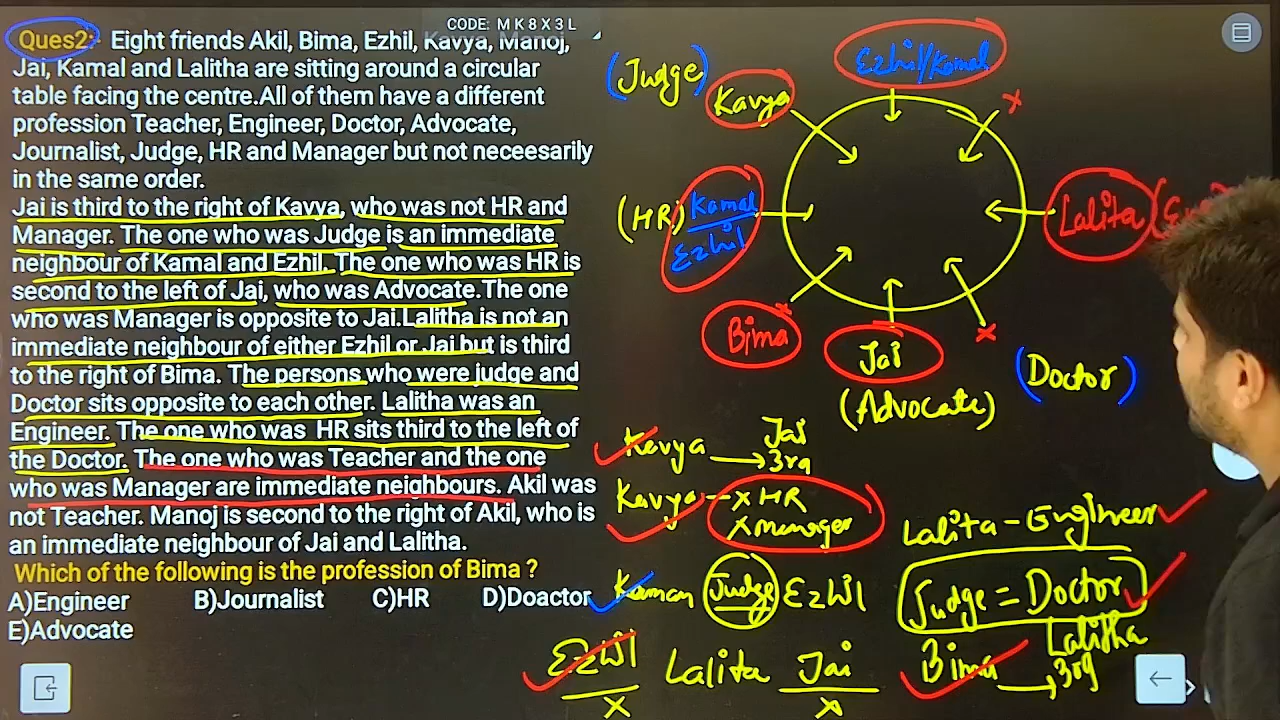 CODE: M K 8 X 3 L
Ques2:- Eight friends Akil, Bima, Ezhil, Kavya, Manoj,
Jai, Kamal and Lalitha are sitting around a circular
table facing the centre.All of them have a different
profession Teacher, Engineer, Doctor, Advocate,
Journalist, Judge, HR and Manager but not neceesarily
in the same order.
Jai is third to the right of Kavya, who was not HR and
Manager. The one who was Judge is an immediate
neighbour of Kamal and Ezhil. The one who was HR is
second to the left of Jai, who was Advocate.The one
who was Manager is opposite to Jai.Lalitha is not an
immediate neighbour of either Ezhil or Jai but is third
to the right of Bima. The persons who were judge and
Doctor sits opposite to each other. Lalitha was an
Engineer. The one who was HR sits third to the left of
the Doctor. The one who was Teacher and the one
who was Manager are immediate neighbours. Akil was
not Teacher. Manoj is second to the right of Akil, who is
an immediate neighbour of Jai and Lalitha.
Which of the following is the profession of Bima ?
A)Engineer B)Journalist C)HR D)Doactor
E)Advocate
(Judge)
Ezhil/Kamal
Kavya
x
(HR) Kamal
Ezhil
Lalita
Bima
x
x
Jai
(Advocate)
(Doctor)
Kavya → Jai
3rg
Kavya - x HR
x manager
Kaman Judge Ezhil
Ezhil Lalita Jai
x x
Lalita - Engineer
Judge = Doctor
Bima → Lalitha
3rg